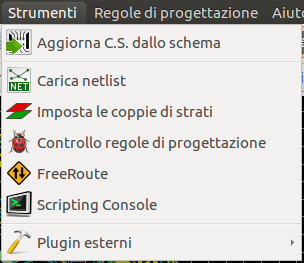 Strumenti Regole di progettazione Aiuto
Aggiorna C.S. dallo schema
NET Carica netlist
Imposta le coppie di strati
Controllo regole di progettazione
FreeRoute
Scripting Console
Plugin esterni